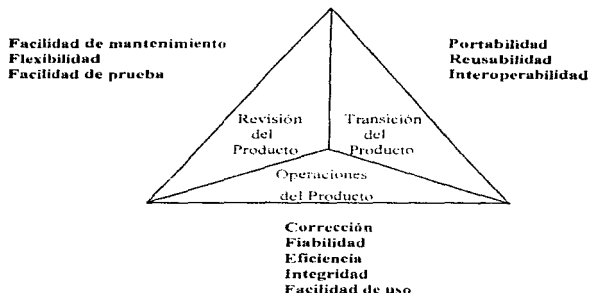 Facilidad de mantenimiento
Flexibilidad
Facilidad de prueba
Portabilidad
Reusabilidad
Interoperabilidad
Revisión
del
Producto
Transición
del
Producto
Operaciones
del Producto
Corrección
Fiabilidad
Eficiencia
Integridad
Facilidad de uso